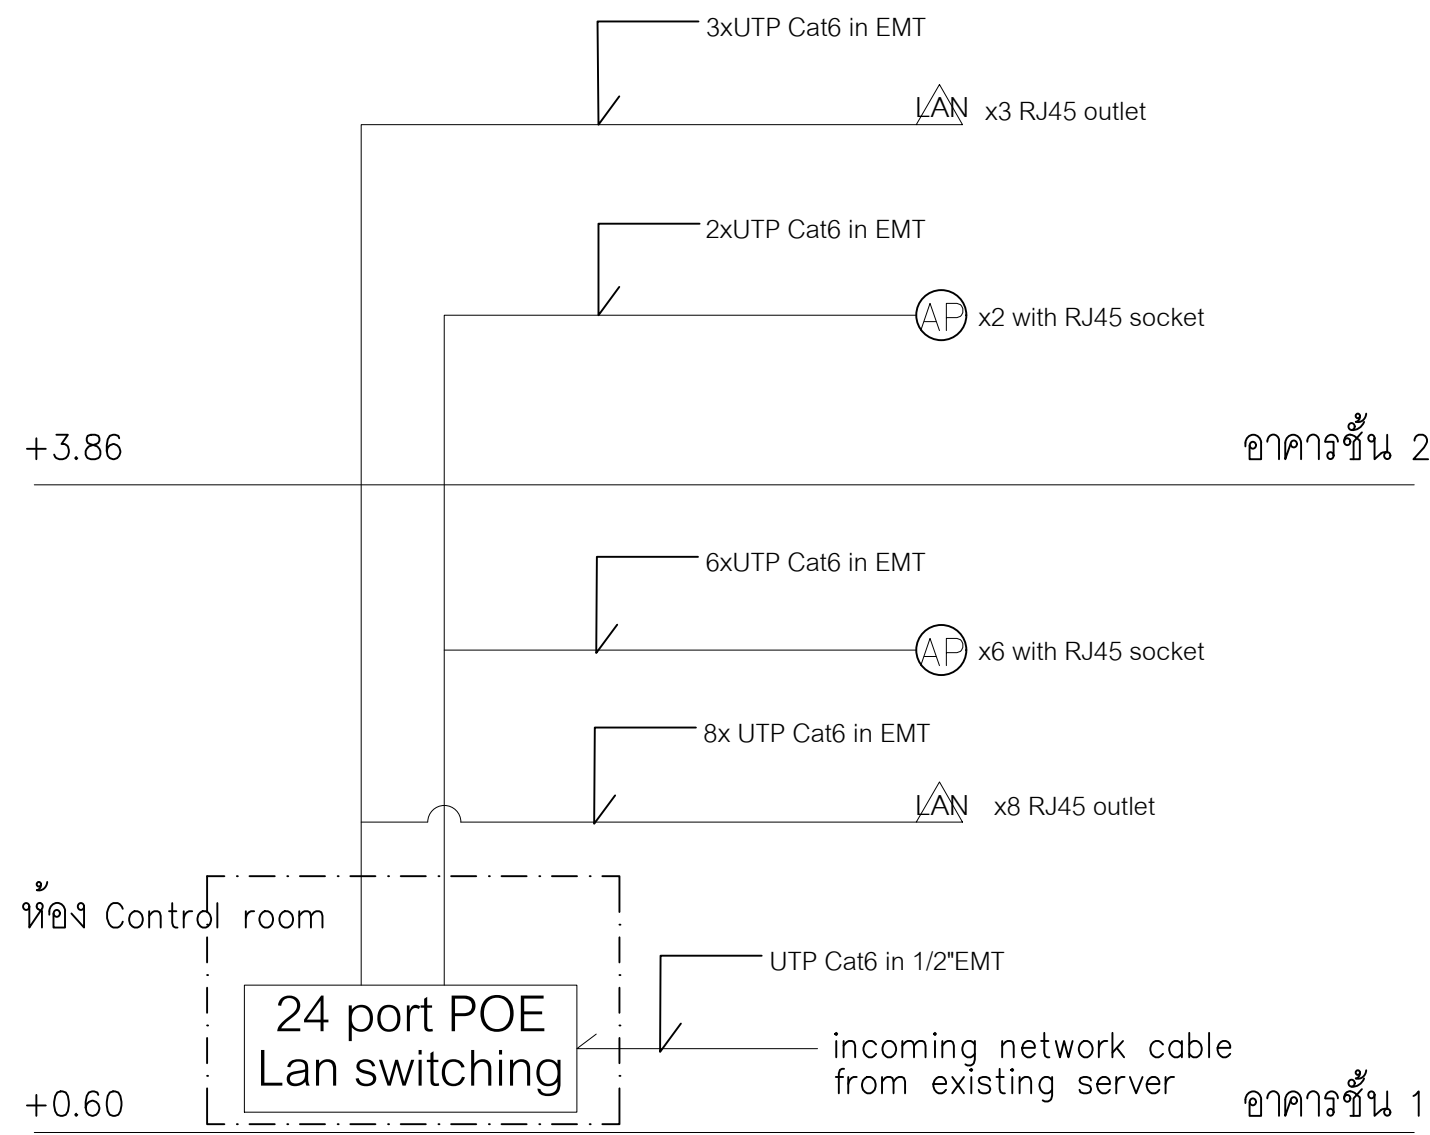 3xUTP Cat6 in EMT
LAN x3 RJ45 outlet
2xUTP Cat6 in EMT
AP x2 with RJ45 socket
+3.86
อาคารชั้น 2
6xUTP Cat6 in EMT
AP x6 with RJ45 socket
8x UTP Cat6 in EMT
LAN x8 RJ45 outlet
ห้อง Control room
UTP Cat6 in 1/2"EMT
24 port POE
Lan switching
incoming network cable
from existing server
+0.60
อาคารชั้น 1